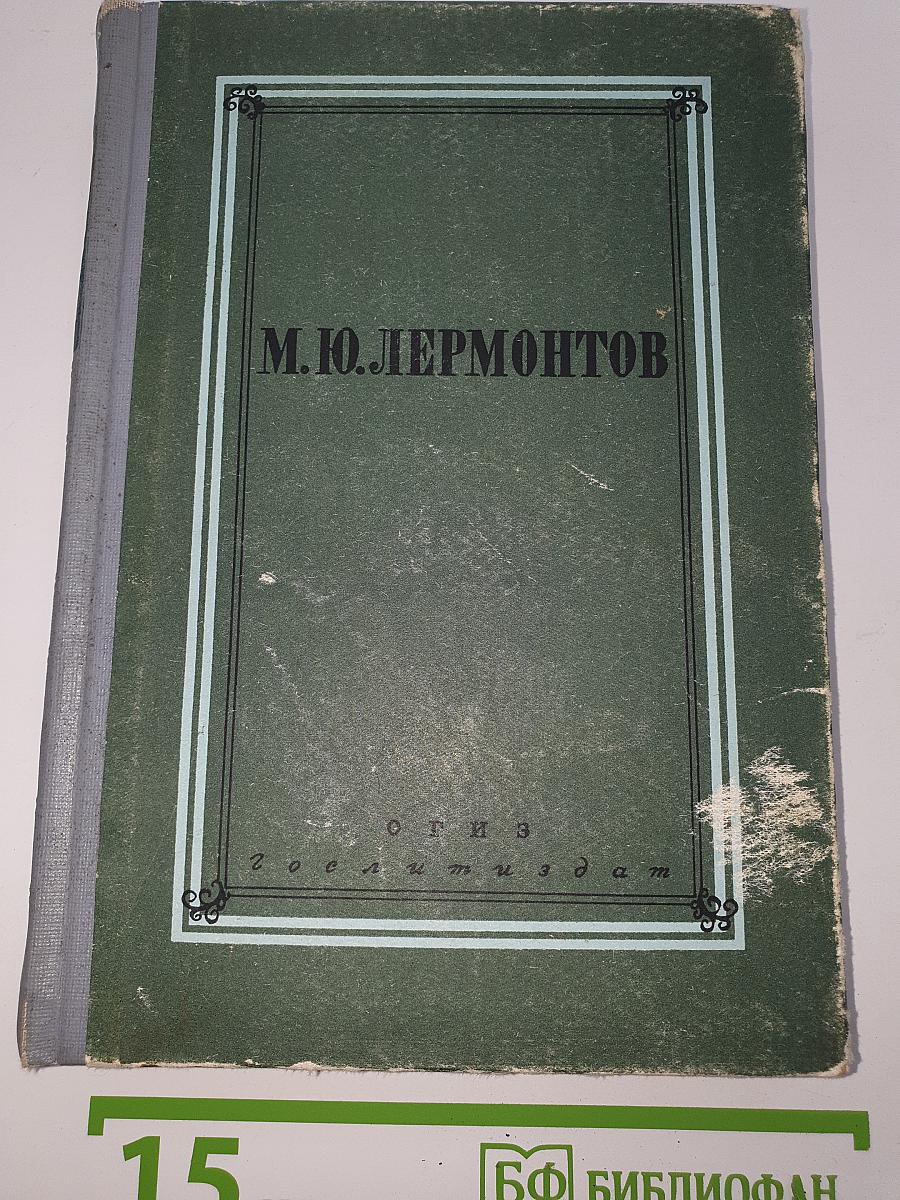 М. Ю. ЛЕРМОНТОВ
ОГИЗ
Гослитиздат
15
БФ БИБЛИОФАН